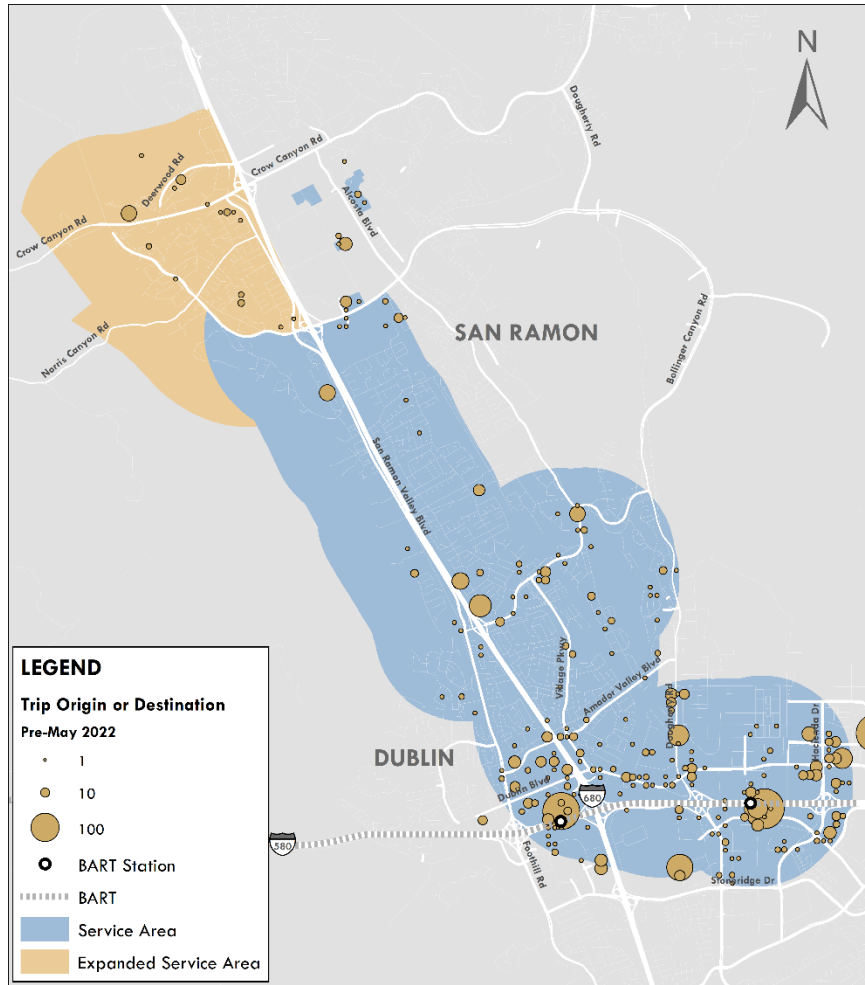 N
Dougherty Rd
Crow Canyon Rd
Deerwood Rd
Alcosta Blvd
Crow Canyon Rd
Norris Canyon Rd
SAN RAMON
Bollinger Canyon Rd
San Ramon Valley Blvd
Village Pkwy
Amador Valley Blvd
Dougherty Rd
Hacienda Dr
DUBLIN
Dublin Blvd
680
580
Foothill Rd
Stoneridge Dr
LEGEND
Trip Origin or Destination
Pre-May 2022
1
10
100
BART Station
BART
Service Area
Expanded Service Area